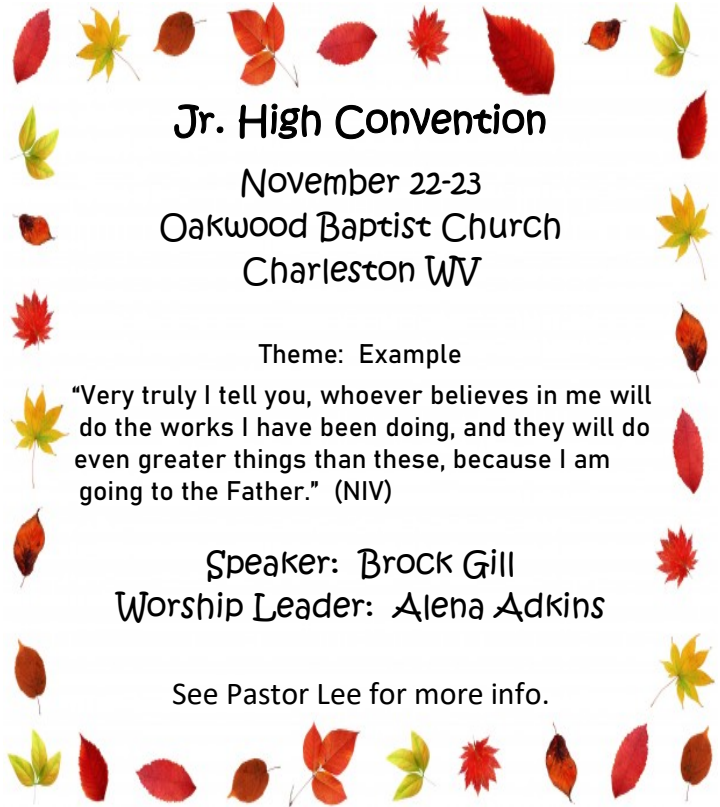 Jr. High Convention
November 22-23
Oakwood Baptist Church
Charleston WV
Theme:  Example
“Very truly I tell you, whoever believes in me will
do the works I have been doing, and they will do
even greater things than these, because I am
going to the Father.”  (NIV)
Speaker:  Brock Gill
Worship Leader:  Alena Adkins
See Pastor Lee for more info.